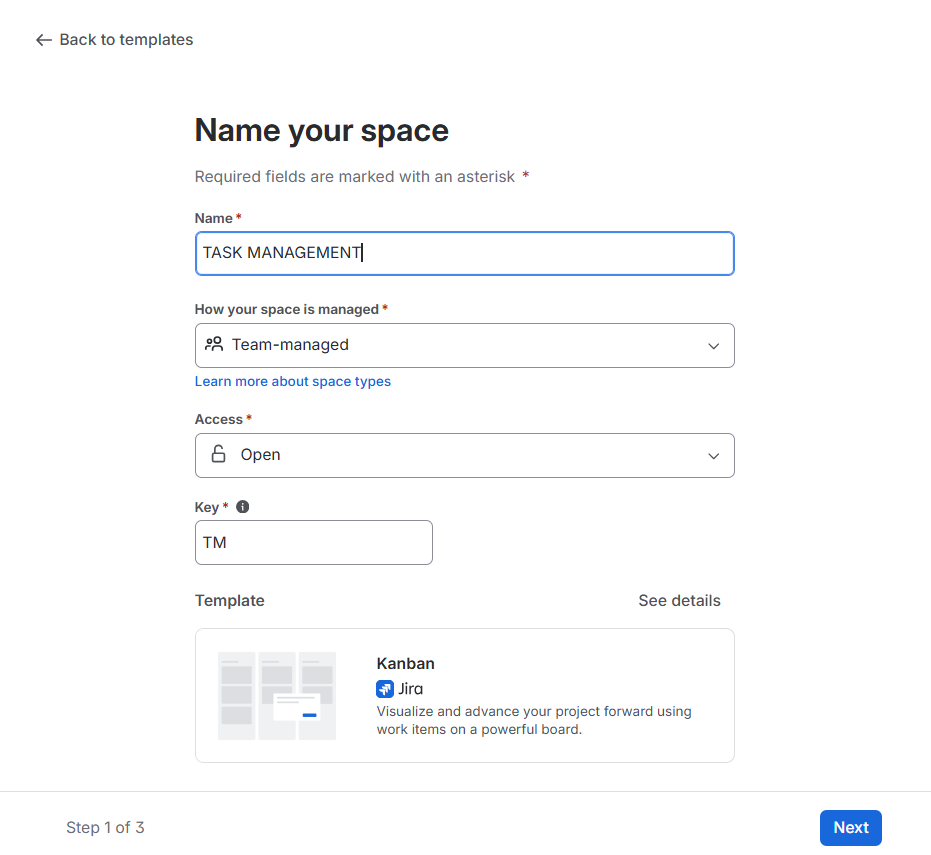 Back to templates
Name your space
Required fields are marked with an asterisk *
Name *
TASK MANAGEMENT
How your space is managed *
Team-managed
Learn more about space types
Access *
Open
Key *
TM
Template See details
Kanban
Jira
Visualize and advance your project forward using
work items on a powerful board.
Step 1 of 3 Next